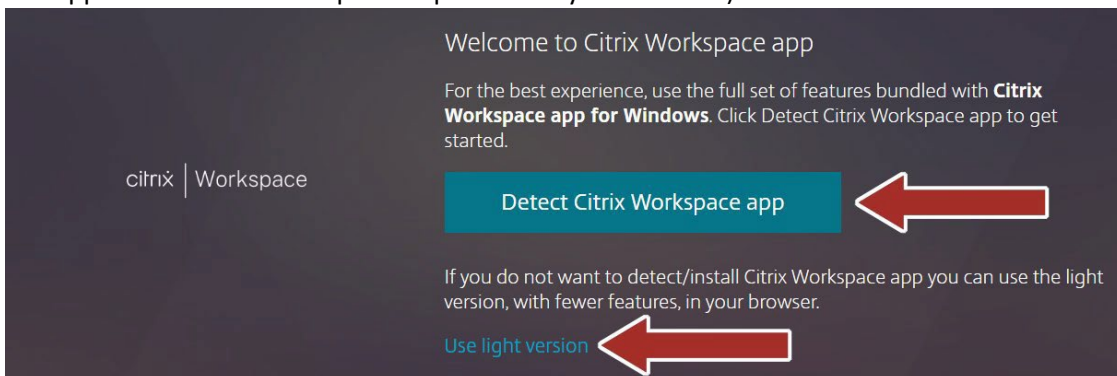 Welcome to Citrix Workspace app
For the best experience, use the full set of features bundled with Citrix
Workspace app for Windows. Click Detect Citrix Workspace app to get
started.
citrix | Workspace
Detect Citrix Workspace app
If you do not want to detect/install Citrix Workspace app you can use the light
version, with fewer features, in your browser.
Use light version